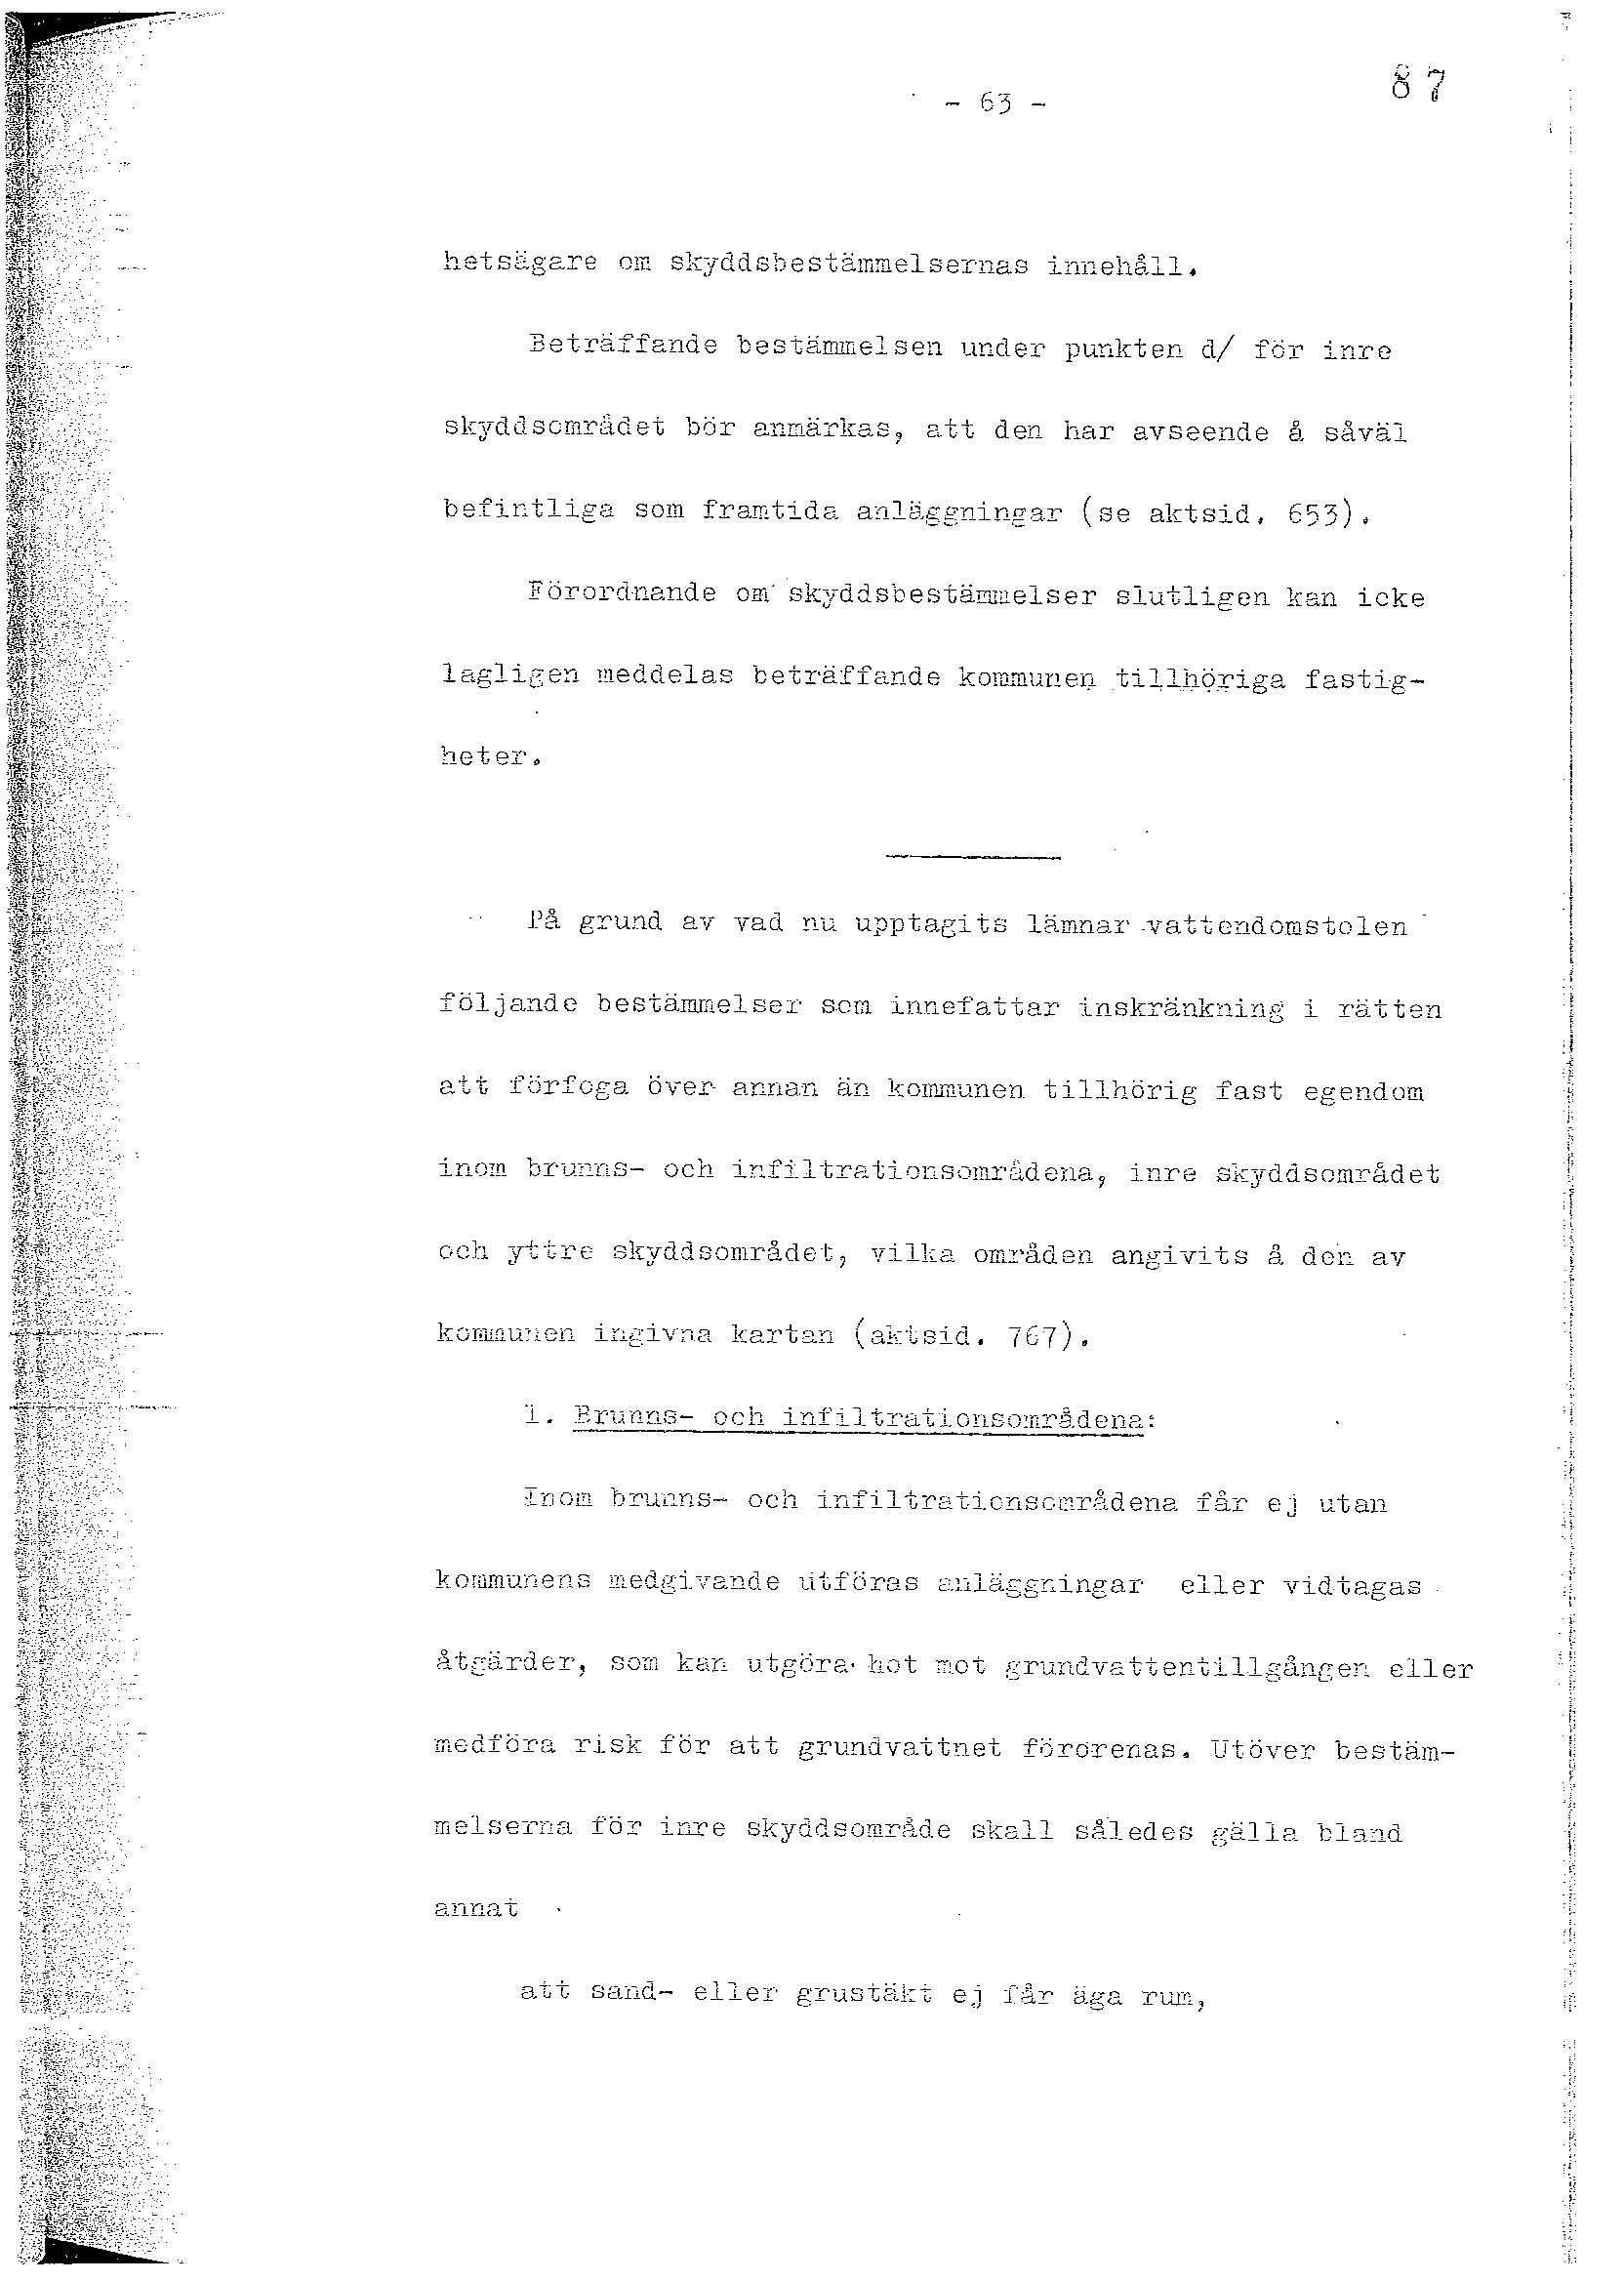 87
- 63 -
hetsägare om skyddsbestämmelsernas innehåll.
Beträffande bestämmelsen under punkten d/ för inre
skyddsområdet bör anmärkas, att den har avseende å såväl
befintliga som framtida anläggningar (se aktsid. 653).
Förordnande om skyddsbestämmelser slutligen kan icke
lagligen meddelas beträffande kommunen tillhöriga fastig-
heter.
På grund av vad nu upptagits lämnar vattendomstolen
följande bestämmelser som innefattar inskränkning i rätten
att förfoga över annan än kommunen tillhörig fast egendom
inom brunns- och infiltrationsområdena, inre skyddsområdet
och yttre skyddsområdet, vilka områden angivits å den av
kommunen ingivna kartan (aktsid. 767).
1. Brunns- och infiltrationsområdena:
Inom brunns- och infiltrationsområdena får ej utan
kommunens medgivande utföras anläggningar eller vidtagas
åtgärder, som kan utgöra hot mot grundvattentillgången eller
medföra risk för att grundvattnet förorenas. Utöver bestäm-
melserna för inre skyddsområde skall således gälla bland
annat
att sand- eller grustäkt ej får äga rum,